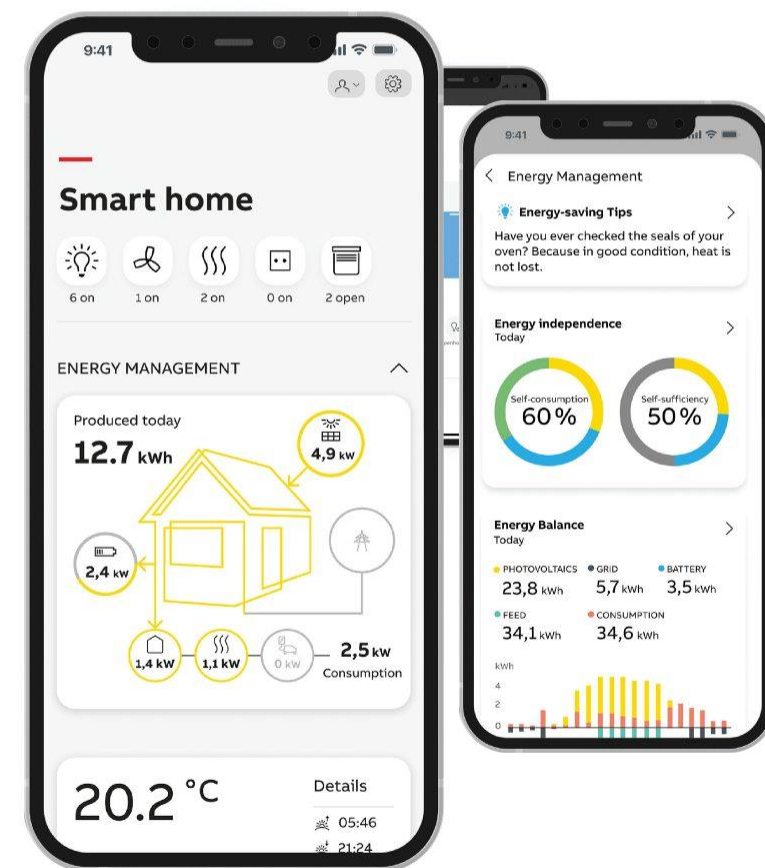 9:41
Smart home
6 on
1 on
2 on
0 on
2 open
ENERGY MANAGEMENT
Produced today
12.7 kWh
4,9 kW
2,4 kW
1,4 kW
1,1 kW
0 kW
2,5 kW
Consumption
20.2 °C
Details
05:46
21:24
9:41
Energy Management
Energy-saving Tips
Have you ever checked the seals of your
oven? Because in good condition, heat is
not lost.
Energy independence
Today
Self-consumption
60%
Self-sufficiency
50%
Energy Balance
Today
PHOTOVOLTAICS
23,8 kWh
GRID
5,7 kWh
BATTERY
3,5 kWh
FEED
34,1 kWh
CONSUMPTION
34,6 kWh
kWh
4
2
0